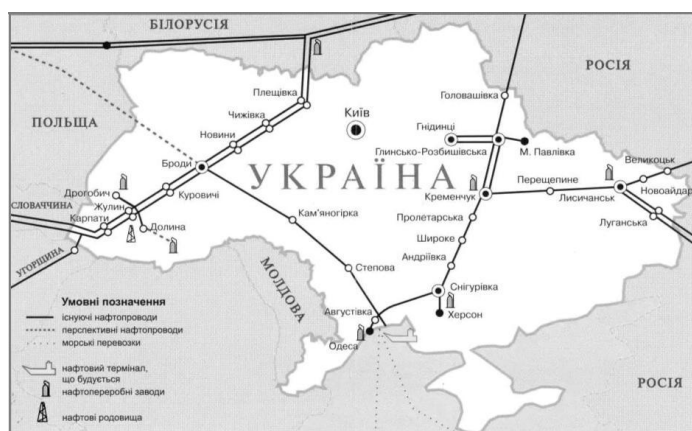 БІЛОРУСІЯ
РОСІЯ
ПОЛЬЩА
Плещівка
Головашівка
Чижівка
Київ
Гнідинці
Новини
Глинсько-Розбишівська
М. Павлівка
Броди
УКРАЇНА
Великоцьк
Дрогобич
Перещепине
Новоайдар
СЛОВАЧЧИНА
Жулин
Куровичі
Кременчук
Лисичанськ
Карпати
Кам'яногірка
Пролетарська
Луганська
Долина
Широке
УГОРЩИНА
Степова
Андріївка
МОЛДОВА
Снігурівка
Умовні позначення
існуючі нафтопроводи
Августівка
Херсон
перспективні нафтопроводи
Одеса
морські перевозки
нафтовий термінал,
що будується
РОСІЯ
нафтопереробні заводи
нафтові родовища